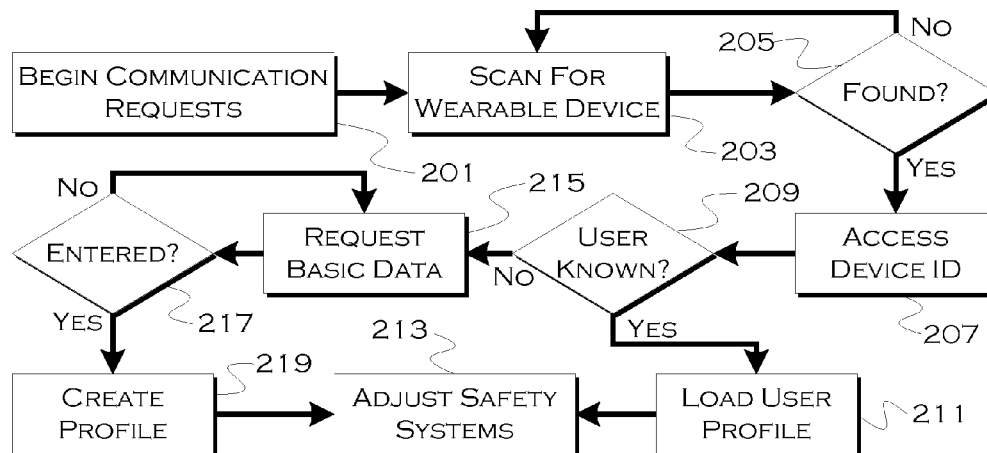 BEGIN COMMUNICATION
REQUESTS
201
SCAN FOR
WEARABLE DEVICE
203
205
NO
FOUND?
YES
ACCESS
DEVICE ID
207
209
USER
KNOWN?
NO
YES
215
REQUEST
BASIC DATA
NO
ENTERED?
YES
217
219
CREATE
PROFILE
213
ADJUST SAFETY
SYSTEMS
LOAD USER
PROFILE
211